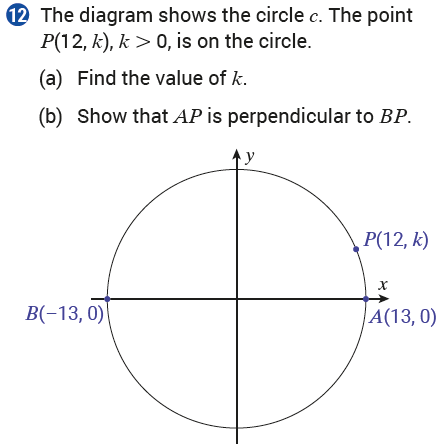 12 The diagram shows the circle c. The point
P(12, k), k > 0, is on the circle.
(a) Find the value of k.
(b) Show that AP is perpendicular to BP.
y
P(12, k)
x
B(−13, 0)
A(13, 0)